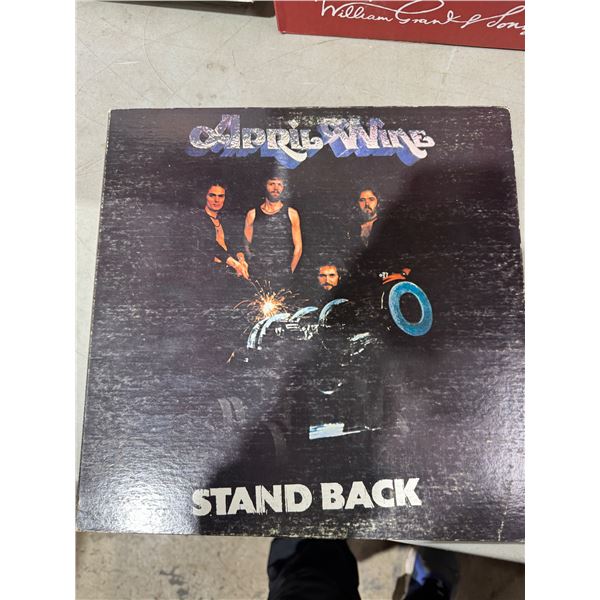 William Grant & Sons
APRIL WINE
STAND BACK